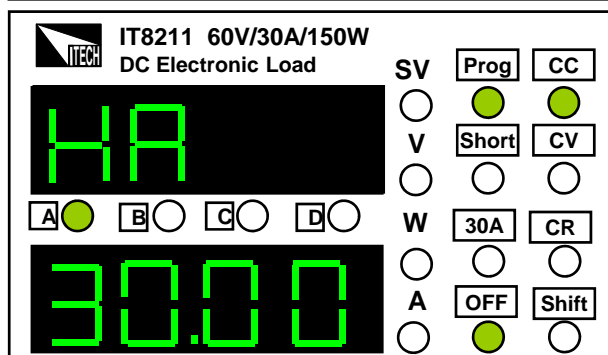 ITECH
IT8211 60V/30A/150W
DC Electronic Load
SV Prog CC
HA
V Short CV
A B C D
W 30A CR
30.00
A OFF Shift